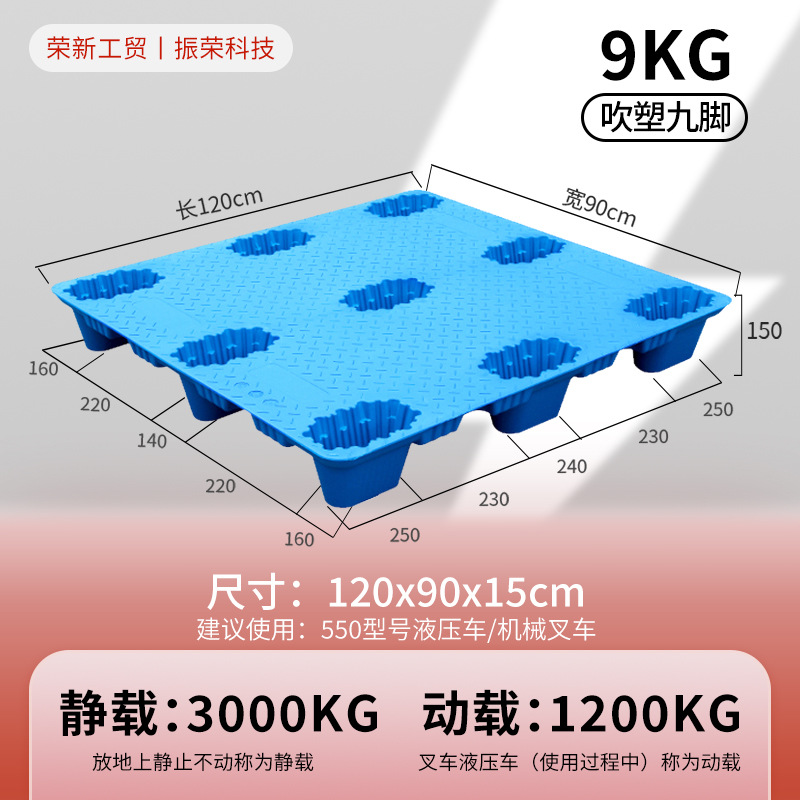 荣新工贸丨振荣科技
9KG
吹塑九脚
长120cm
宽90cm
150
160
220
140
220
160
250
230
240
230
250
尺寸：120x90x15cm
建议使用：550型号液压车/机械叉车
静载：3000KG
放地上静止不动称为静载
动载：1200KG
叉车液压车（使用过程中）称为动载